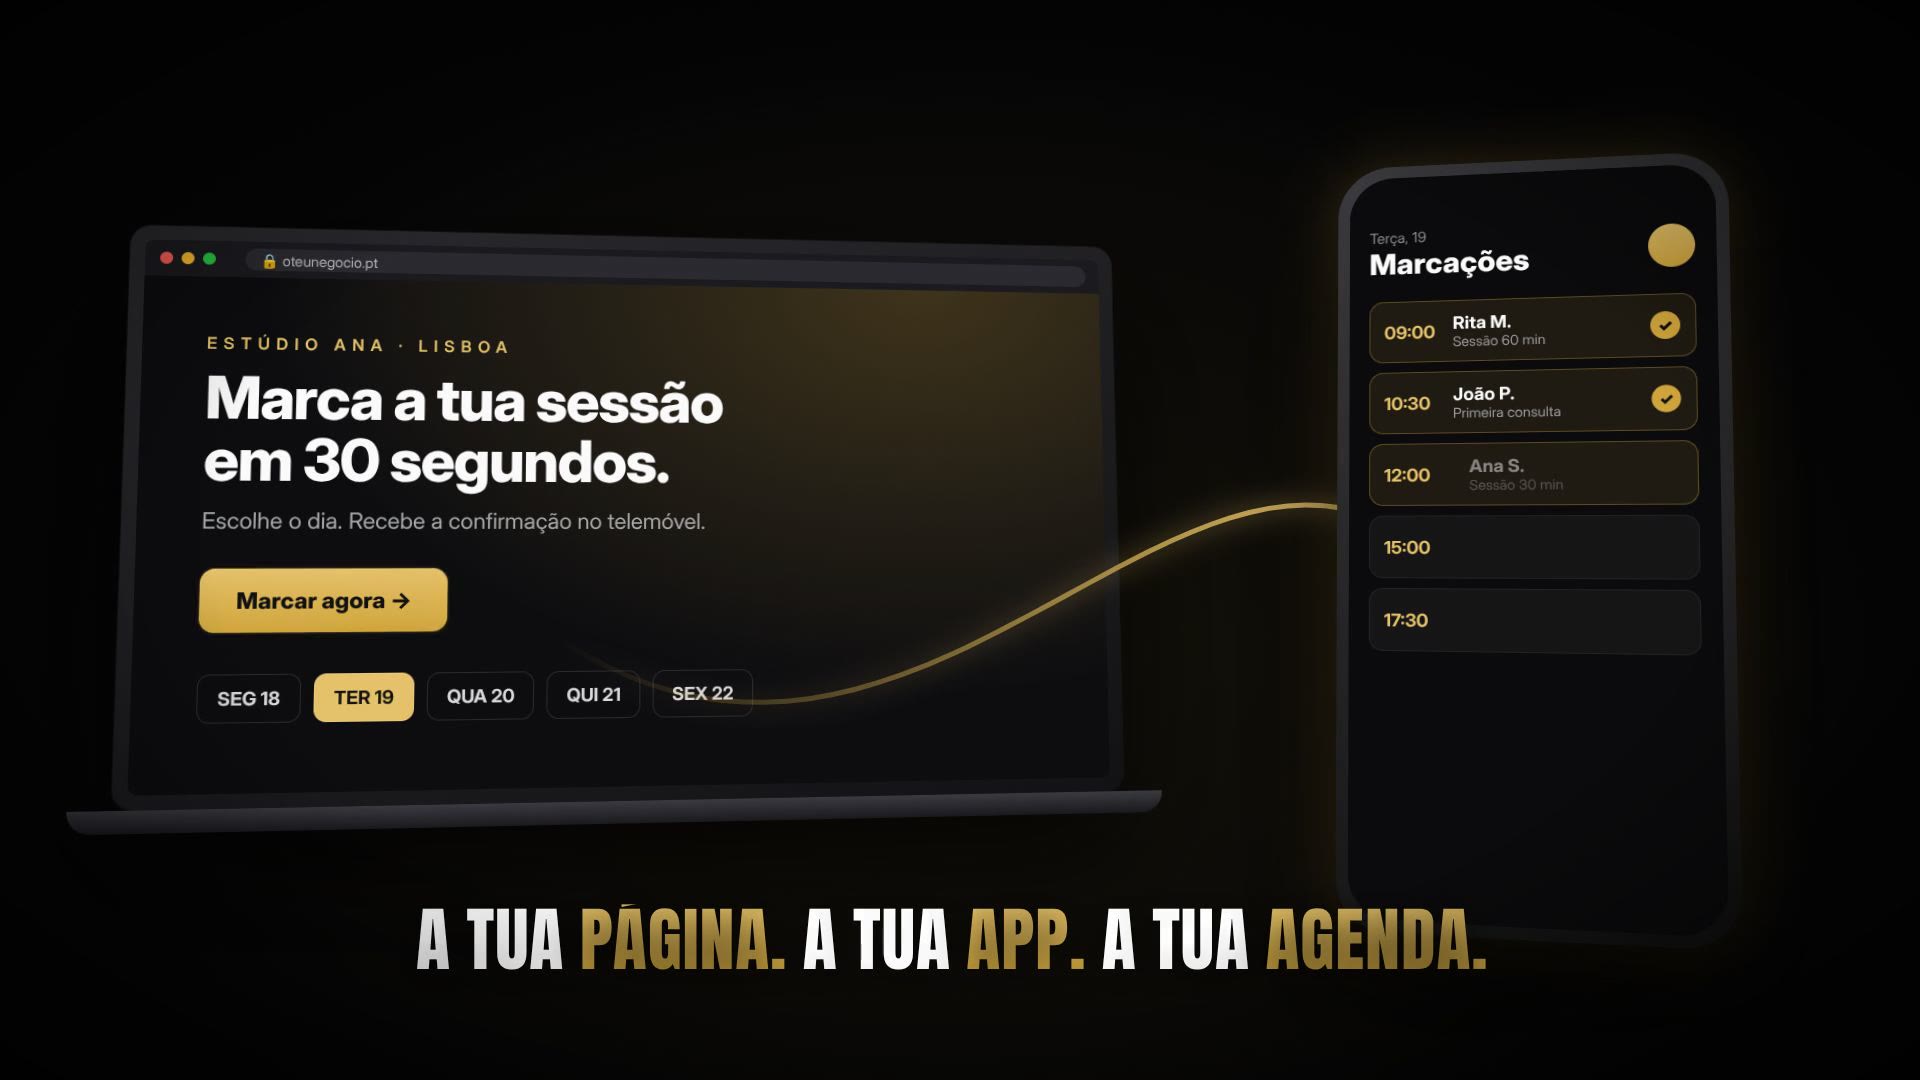 🔒 oteunegocio.pt
ESTÚDIO ANA · LISBOA
Marca a tua sessão
em 30 segundos.
Escolhe o dia. Recebe a confirmação no telemóvel.
Marcar agora →
SEG 18
TER 19
QUA 20
QUI 21
SEX 22
Terça, 19
Marcações
09:00
Rita M.
Sessão 60 min
10:30
João P.
Primeira consulta
12:00
Ana S.
Sessão 30 min
15:00
17:30
A TUA PÁGINA. A TUA APP. A TUA AGENDA.